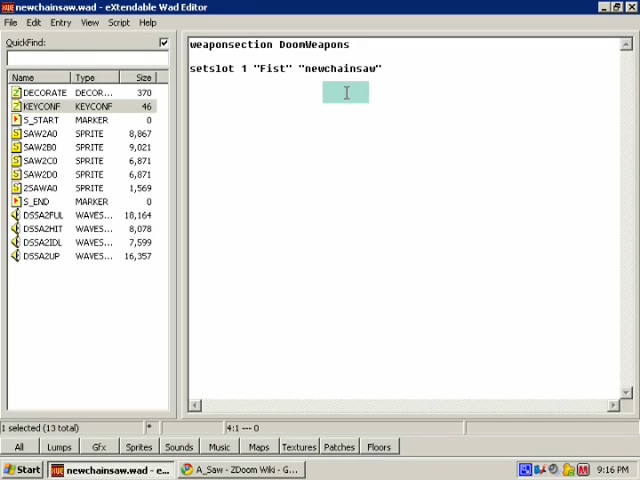 newchainsaw.wad - eXtendable Wad Editor
File Edit Entry View Script Help
QuickFind:
Name Type Size
DECORATE DECOR... 370
KEYCONF KEYCONF 46
S_START MARKER 0
SAW2A0 SPRITE 8,867
SAW2B0 SPRITE 9,021
SAW2C0 SPRITE 6,871
SAW2D0 SPRITE 6,871
2SAWA0 SPRITE 1,569
S_END MARKER 0
DSSA2FUL WAVES... 18,164
DSSA2HIT WAVES... 8,078
DSSA2IDL WAVES... 7,599
DSSA2UP WAVES... 16,357
weaponsection DoomWeapons
setslot 1 "Fist" "newchainsaw"
1 selected (13 total) * 4:1 --- 0
All Lumps Gfx Sprites Sounds Music Maps Textures Patches Floors
Start newchainsaw.wad - e... A_Saw - ZDoom Wiki - G... 9:16 PM